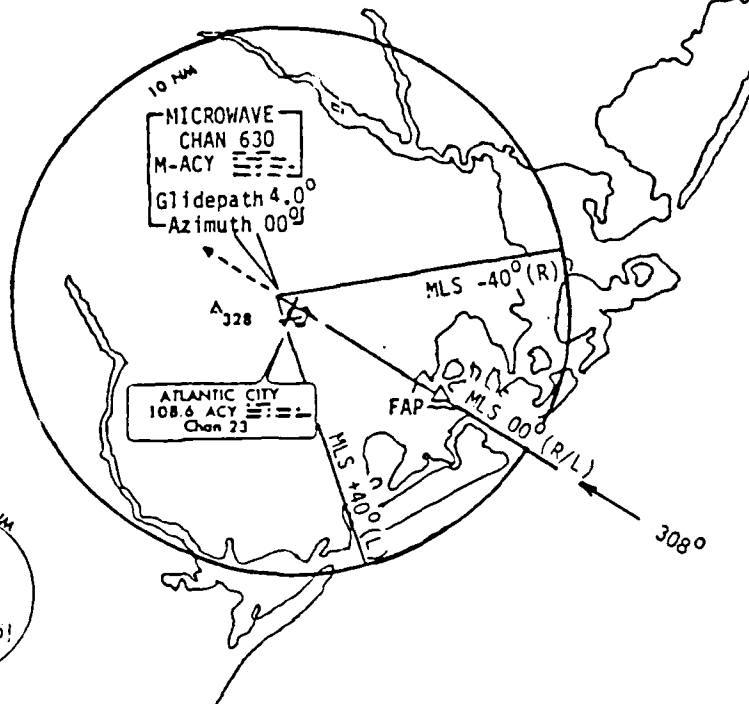 10 NM
MICROWAVE
CHAN 630
M-ACY
Glidepath 4.0°
Azimuth 00°
MLS -40° (R)
328
ATLANTIC CITY
108.6 ACY
Chan 23
FAP
MLS 00° (R/L)
MLS +40° (L)
308°